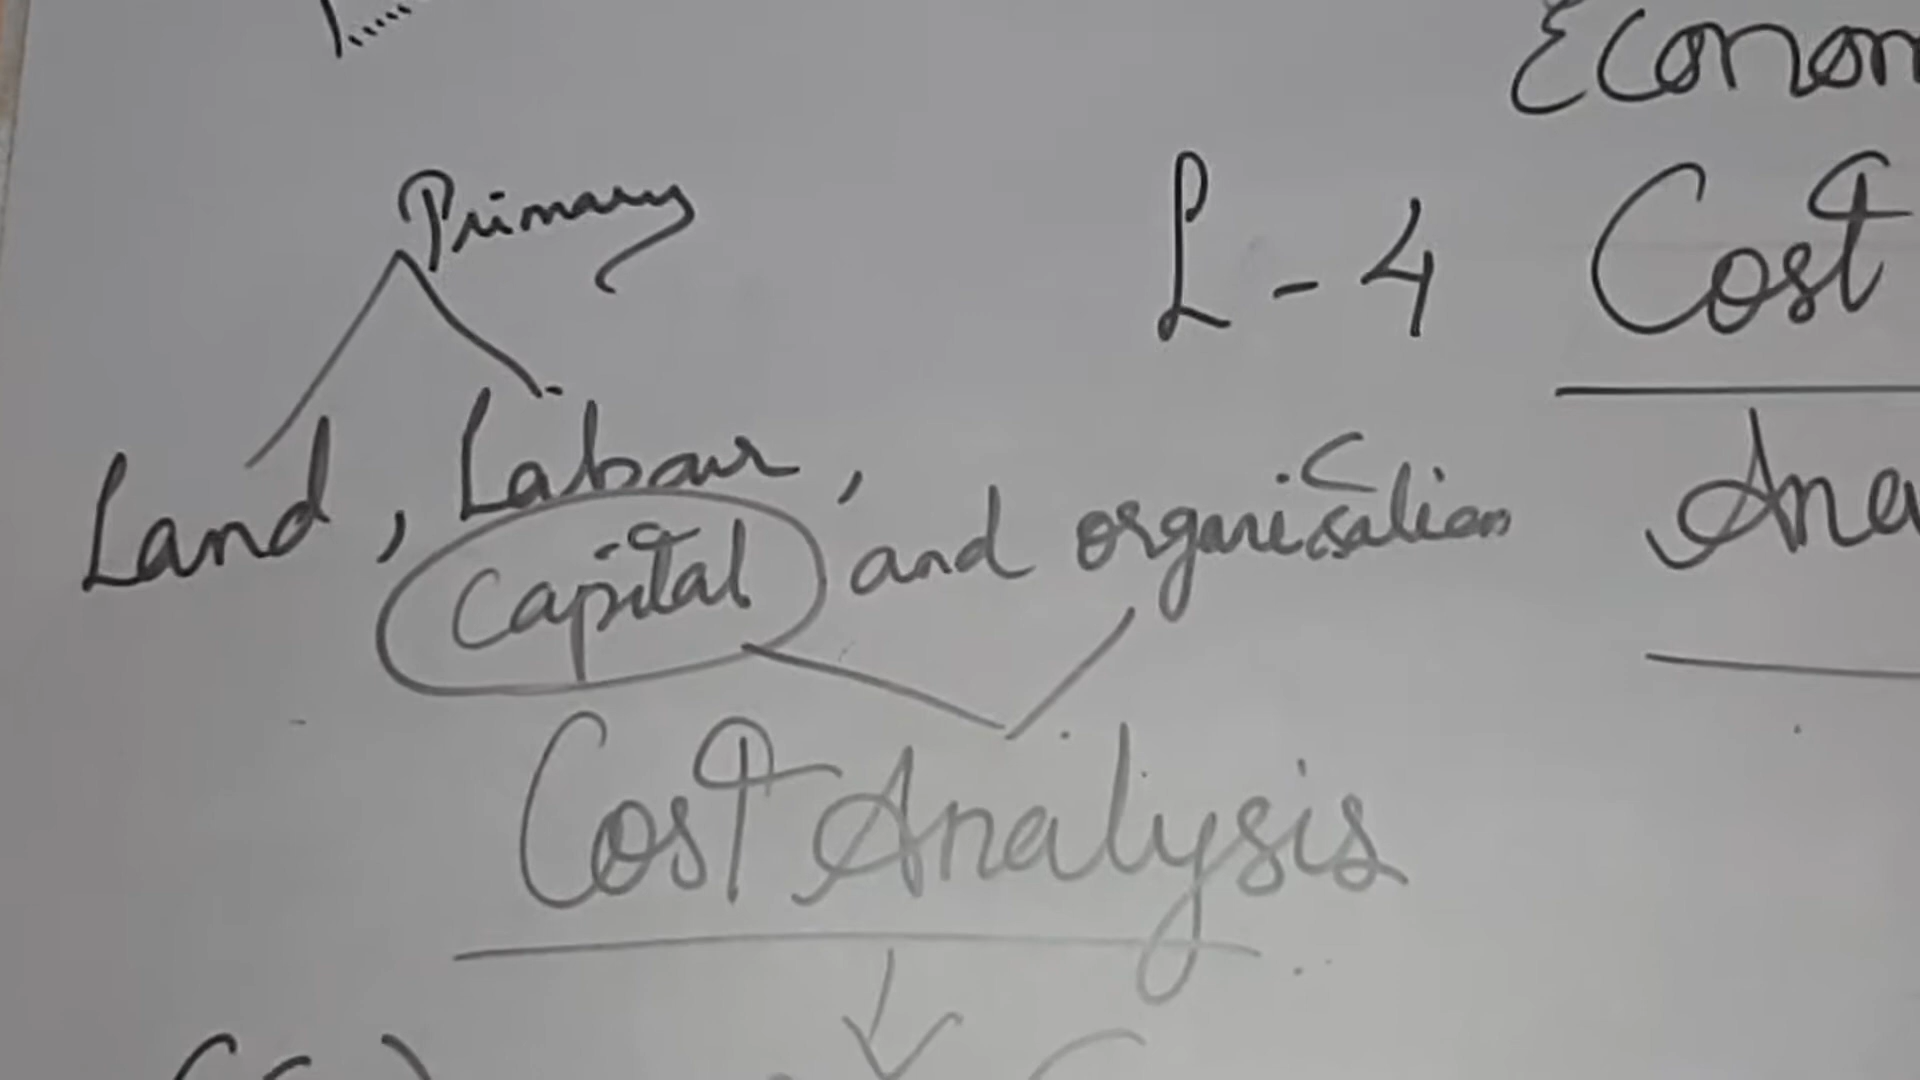 Econom
Primary
L-4 Cost
Land, Labour,
capital and organisation
Ana
Cost Analysis